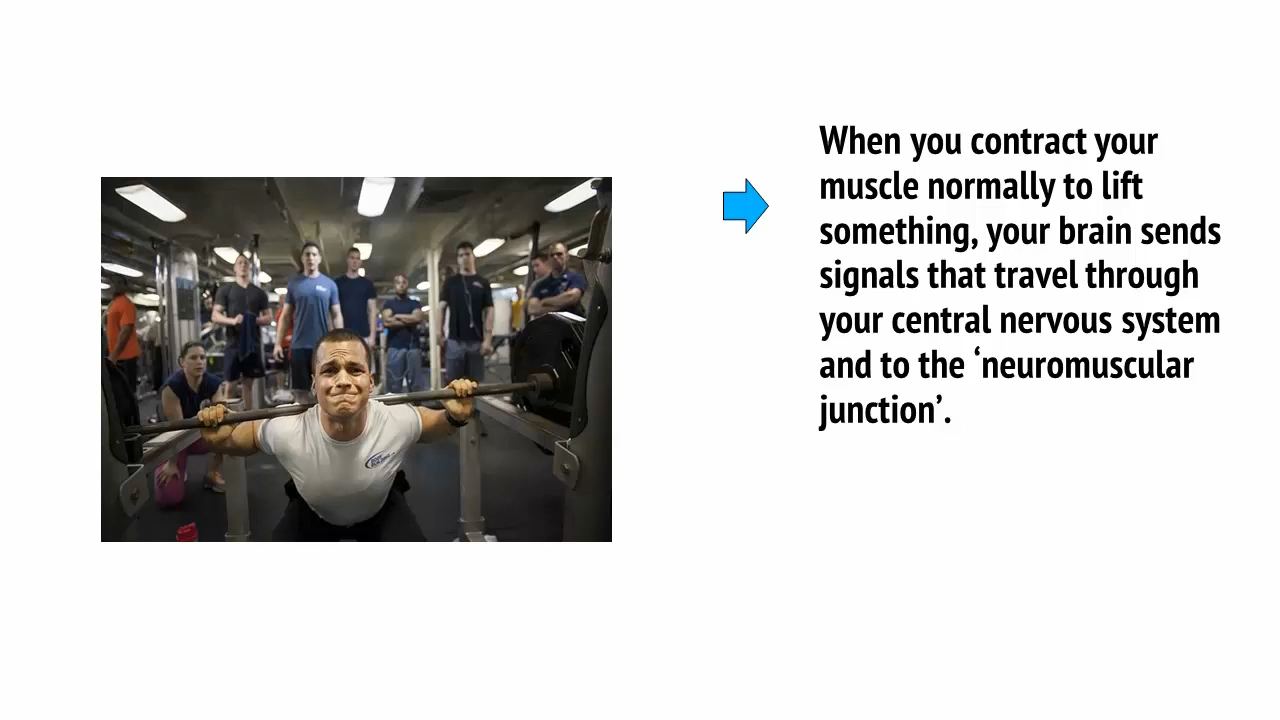 When you contract your
muscle normally to lift
something, your brain sends
signals that travel through
your central nervous system
and to the ‘neuromuscular
junction’.